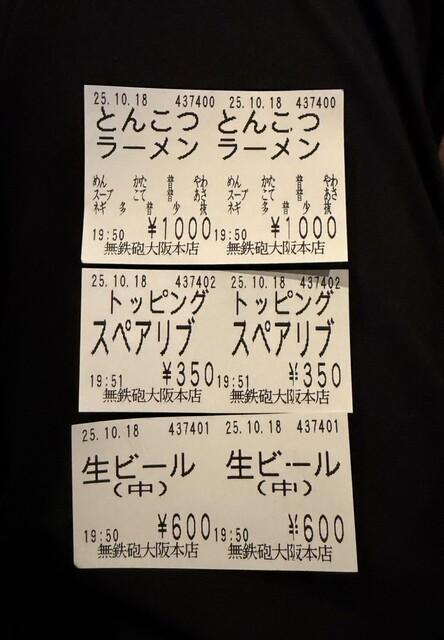 25.10.18 437400 25.10.18 437400
とんこつ とんこつ
ラーメン ラーメン
めん かた 普 やわ めん かた 普 やわ
スープ こて 普 あさ スープ こて 普 あさ
ネギ 多 普 少 抜 ネギ 多 普 少 抜
19:50 ¥1000 19:50 ¥1000
無鉄砲大阪本店 無鉄砲大阪本店
25.10.18 437402 25.10.18 437402
トッピング トッピング
スペアリブ スペアリブ
19:51 ¥350 19:51 ¥350
無鉄砲大阪本店 無鉄砲大阪本店
25.10.18 437401 25.10.18 437401
生ビール 生ビール
(中) (中)
19:50 ¥600 19:50 ¥600
無鉄砲大阪本店 無鉄砲大阪本店